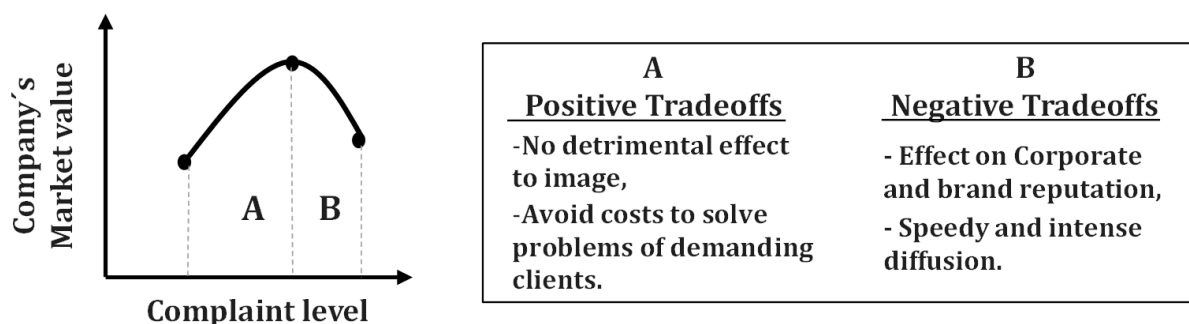 Company´s
Market value
A
B
Complaint level
A
Positive Tradeoffs
-No detrimental effect
to image,
-Avoid costs to solve
problems of demanding
clients.
B
Negative Tradeoffs
- Effect on Corporate
and brand reputation,
- Speedy and intense
diffusion.